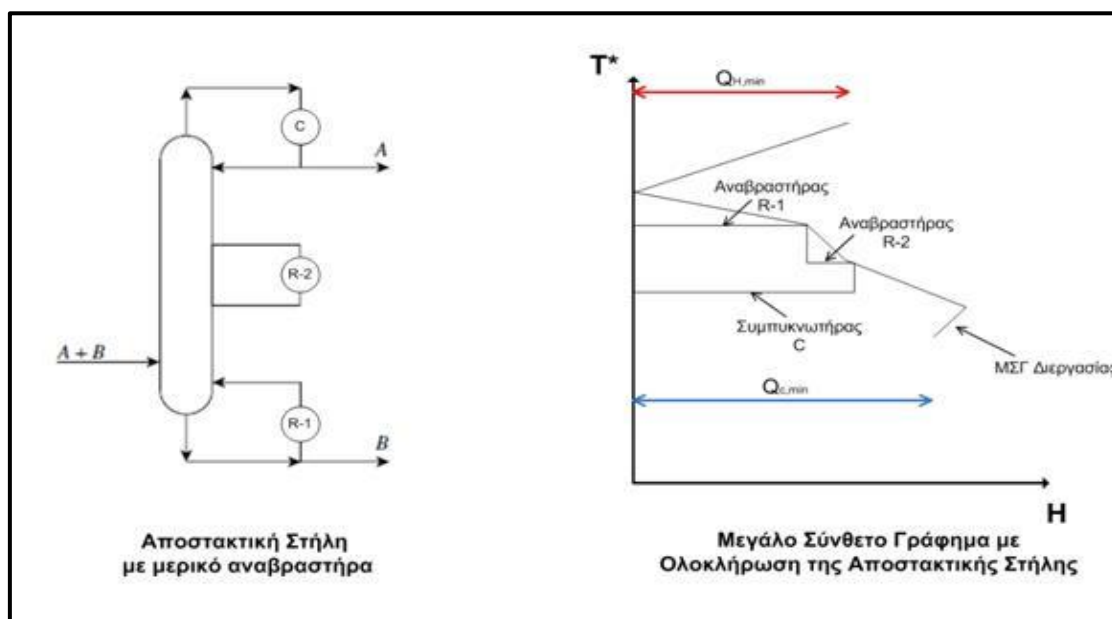 C
A
R-2
A + B
R-1
B
Αποστακτική Στήλη
με μερικό αναβραστήρα
T*
QH,min
Αναβραστήρας
R-1
Αναβραστήρας
R-2
Συμπυκνωτήρας
C
ΜΣΓ Διεργασίας
Qc,min
H
Μεγάλο Σύνθετο Γράφημα με
Ολοκλήρωση της Αποστακτικής Στήλης